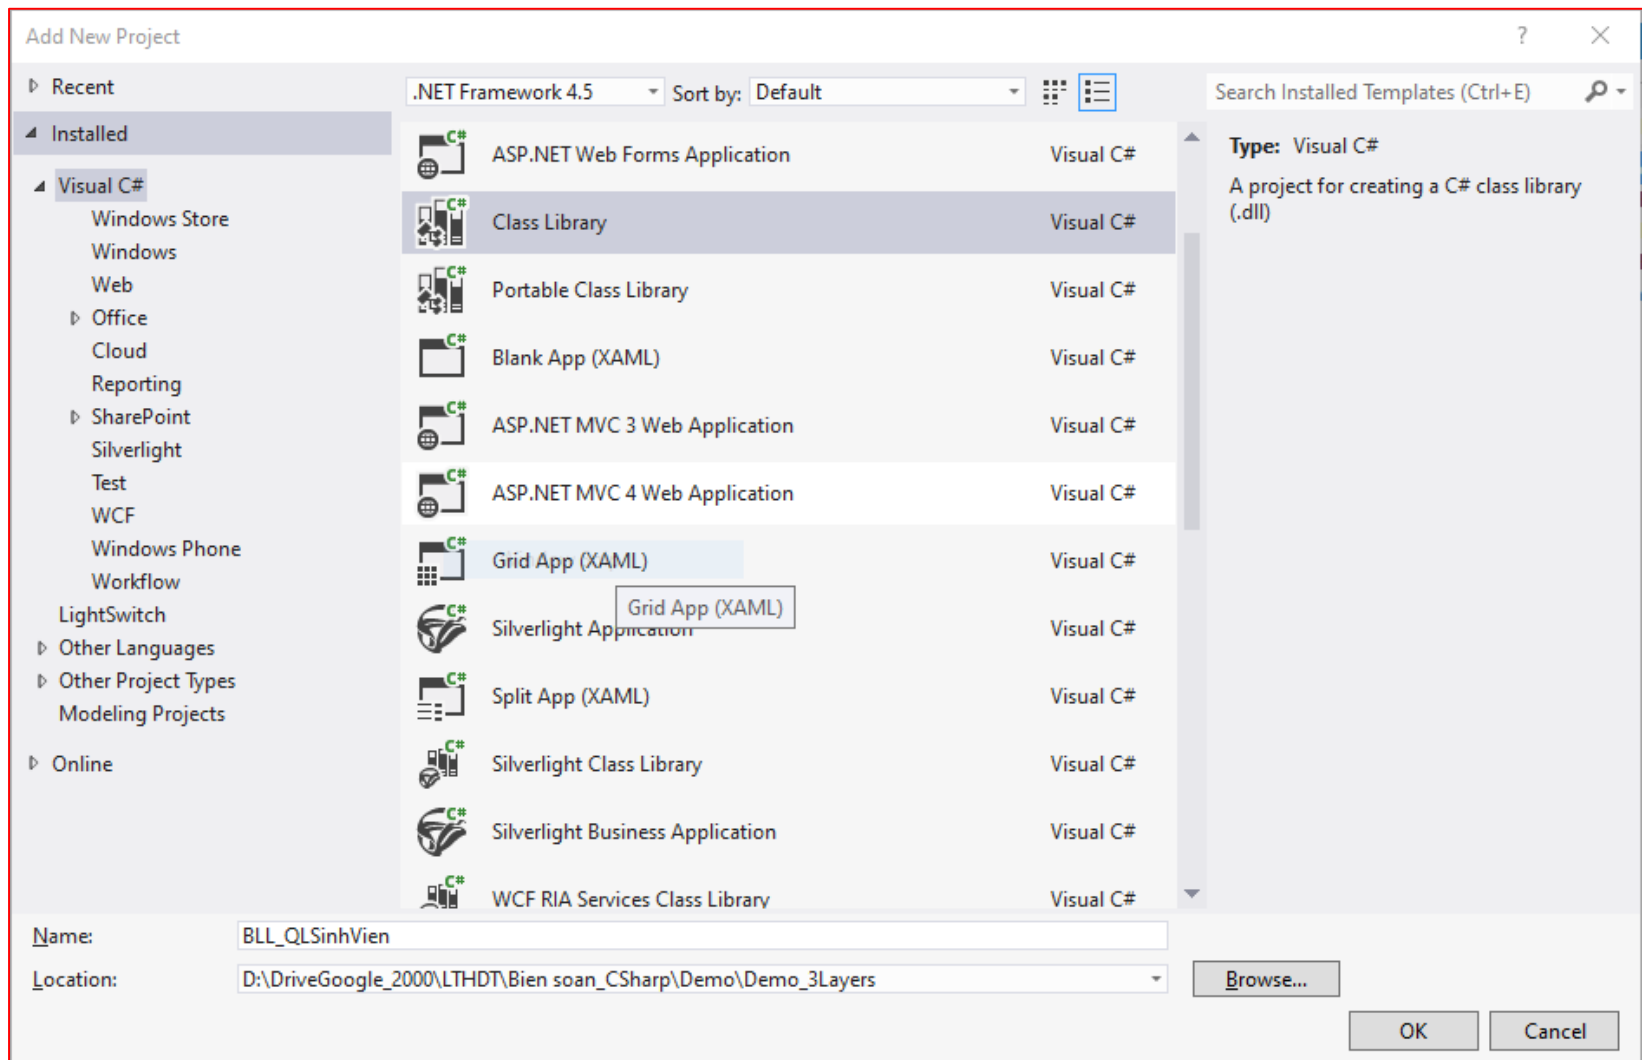 Add New Project
?
Recent
.NET Framework 4.5
Sort by: Default
Search Installed Templates (Ctrl+E)
Installed
Visual C#
Windows Store
Windows
Web
Office
Cloud
Reporting
SharePoint
Silverlight
Test
WCF
Windows Phone
Workflow
LightSwitch
Other Languages
Other Project Types
Modeling Projects
Online
C# ASP.NET Web Forms Application Visual C#
C# Class Library Visual C#
C# Portable Class Library Visual C#
C# Blank App (XAML) Visual C#
C# ASP.NET MVC 3 Web Application Visual C#
C# ASP.NET MVC 4 Web Application Visual C#
C# Grid App (XAML) Visual C#
Grid App (XAML)
C# Silverlight Application Visual C#
C# Split App (XAML) Visual C#
C# Silverlight Class Library Visual C#
C# Silverlight Business Application Visual C#
C# WCF RIA Services Class Library Visual C#
Type: Visual C#
A project for creating a C# class library
(.dll)
Name: BLL_QLSinhVien
Location: D:\DriveGoogle_2000\LTHDT\Bien soan_CSharp\Demo\Demo_3Layers
Browse...
OK
Cancel